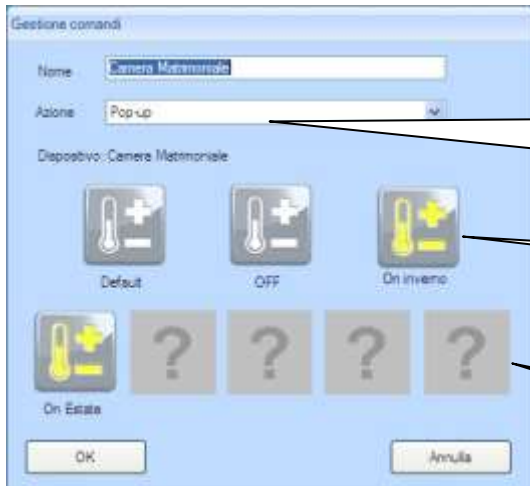 Gestione comandi
Nome Camera Matrimoniale
Azione Pop-up
Dispositivo: Camera Matrimoniale
Default OFF On inverno
? ? ? ?
On Estate
OK Annulla